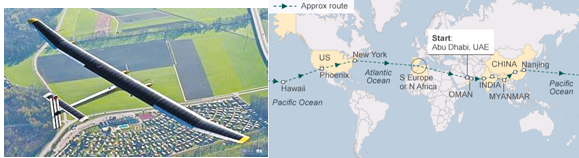 Approx route
Start:
Abu Dhabi, UAE
US
New York
Phoenix
Hawaii
Pacific Ocean
Atlantic
Ocean
S Europe
or N Africa
OMAN
INDIA
MYANMAR
CHINA
Nanjing
Pacific
Ocean